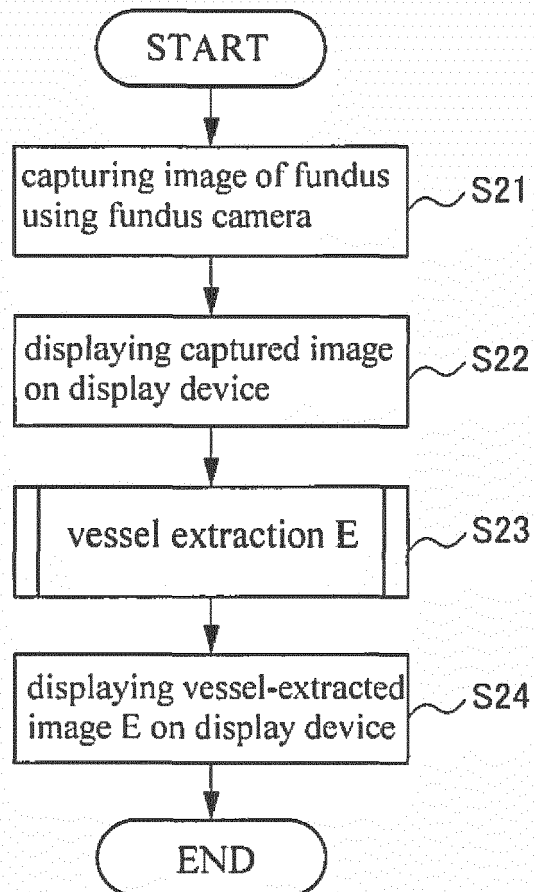 START
capturing image of fundus
using fundus camera
S21
displaying captured image
on display device
S22
vessel extraction E
S23
displaying vessel-extracted
image E on display device
S24
END